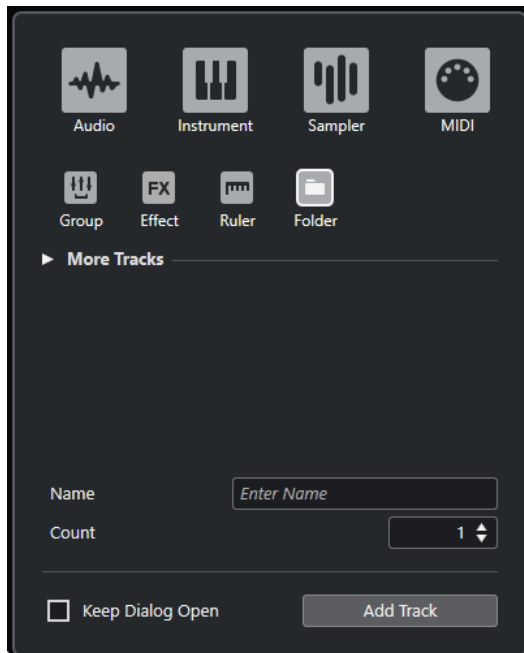 Audio Instrument Sampler MIDI
FX
Group Effect Ruler Folder
More Tracks
Name Enter Name
Count 1
Keep Dialog Open Add Track